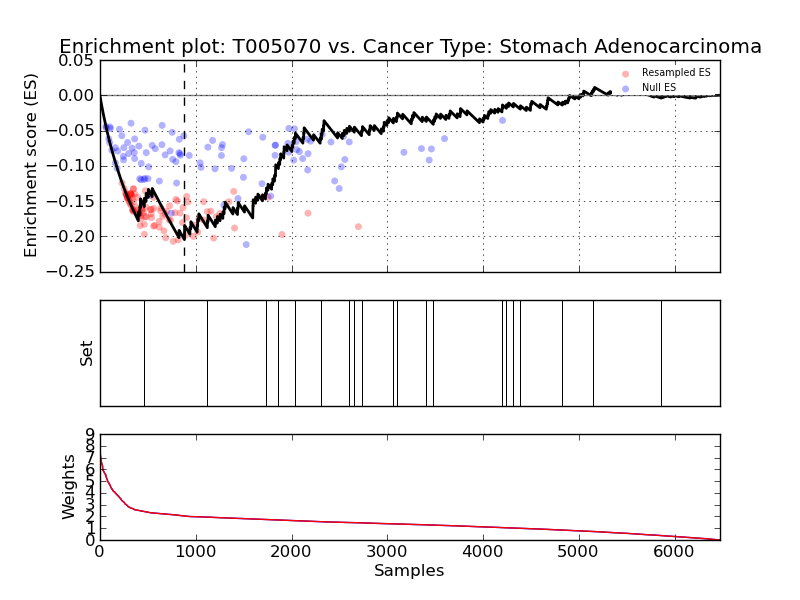 Enrichment plot: T005070 vs. Cancer Type: Stomach Adenocarcinoma
Enrichment score (ES)
0.05
0.00
−0.05
−0.10
−0.15
−0.20
−0.25
Resampled ES
Null ES
Set
Weights
9
8
7
6
5
4
3
2
1
0
0 1000 2000 3000 4000 5000 6000
Samples